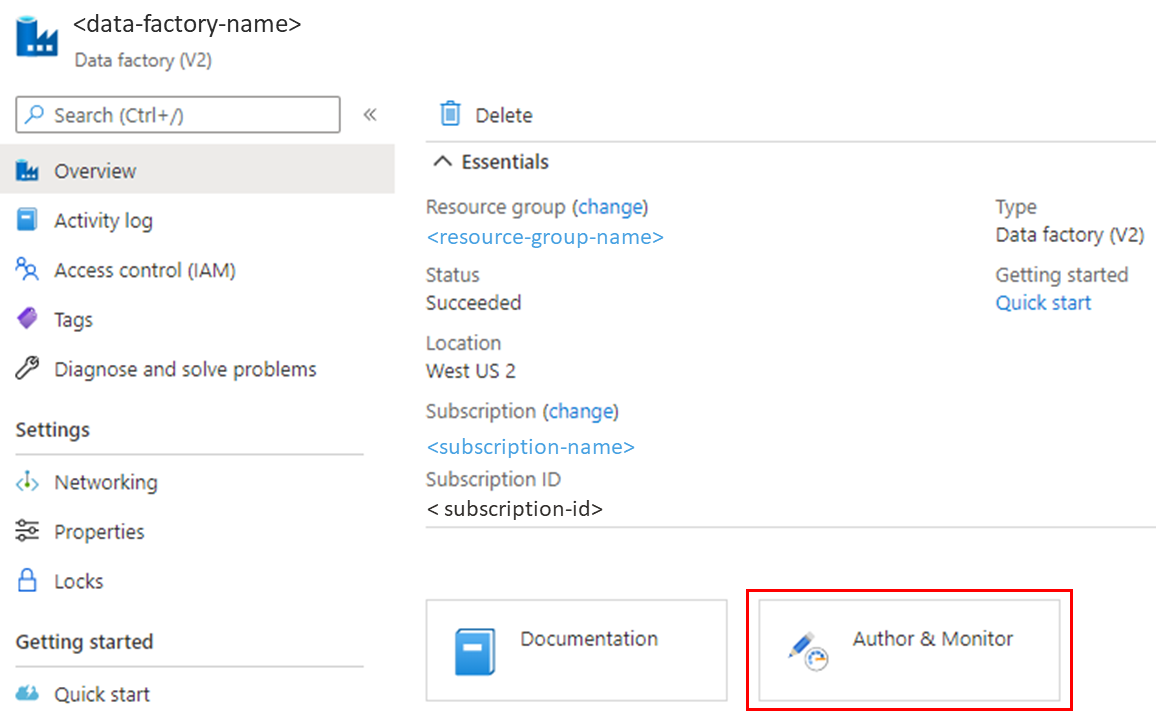 <data-factory-name>
Data factory (V2)
Search (Ctrl+/)
«
Overview
Activity log
Access control (IAM)
Tags
Diagnose and solve problems
Settings
Networking
Properties
Locks
Getting started
Quick start
Delete
Essentials
Resource group (change)
<resource-group-name>
Status
Succeeded
Location
West US 2
Subscription (change)
<subscription-name>
Subscription ID
< subscription-id>
Type
Data factory (V2)
Getting started
Quick start
Documentation
Author & Monitor